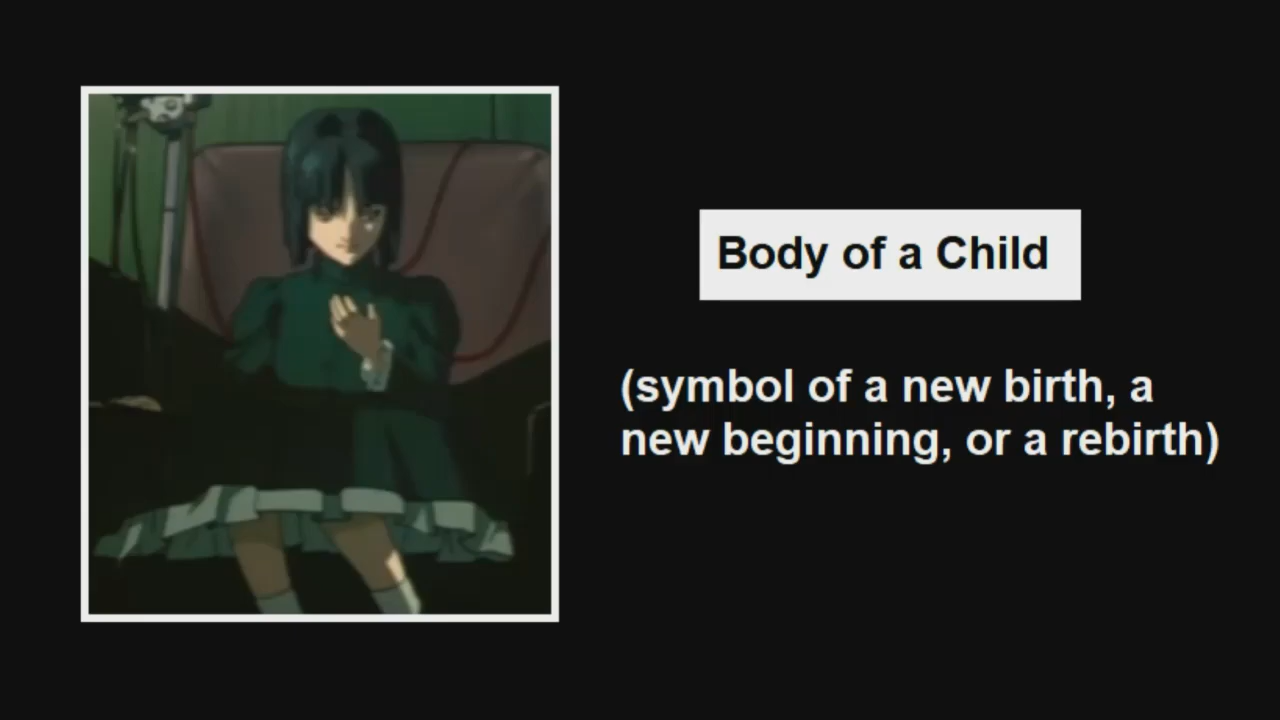 Body of a Child
(symbol of a new birth, a
new beginning, or a rebirth)